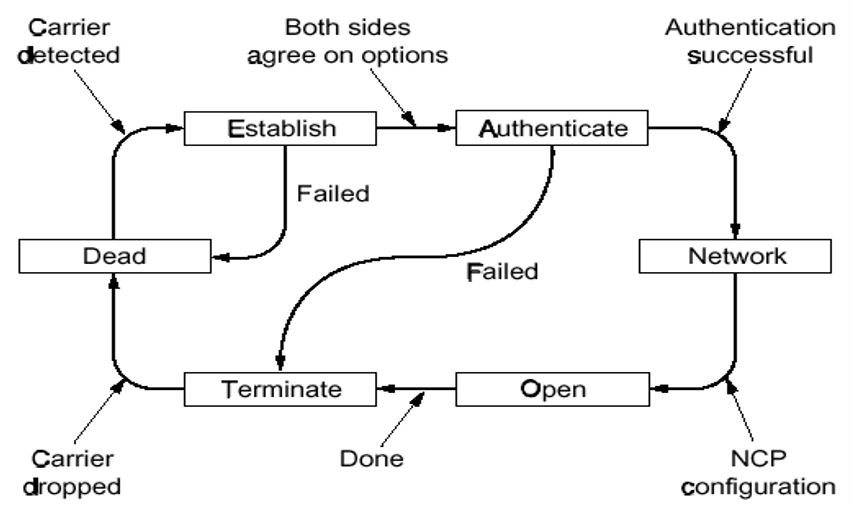 Carrier
detected
Both sides
agree on options
Authentication
successful
Establish
Authenticate
Failed
Dead
Failed
Network
Terminate
Open
Carrier
dropped
Done
NCP
configuration